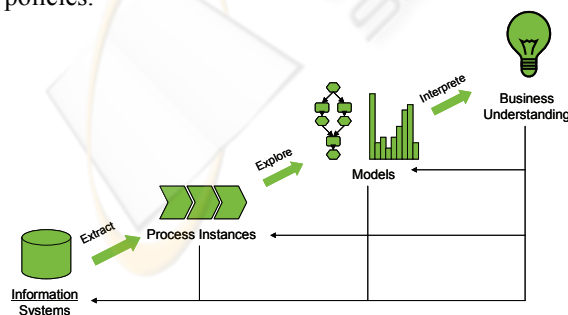 policies.
Interprete
Business
Understanding
Explore
Models
Extract
Process Instances
Information
Systems